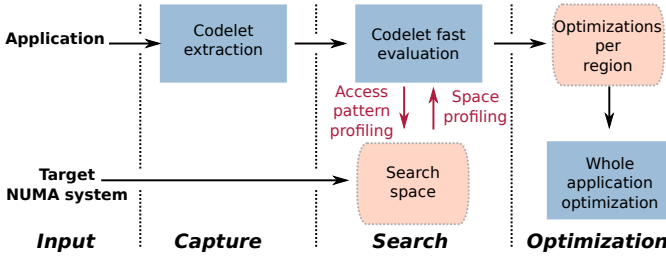 Application
Codelet
extraction
Codelet fast
evaluation
Optimizations
per
region
Access
pattern
profiling
Space
profiling
Target
NUMA system
Search
space
Whole
application
optimization
Input
Capture
Search
Optimization